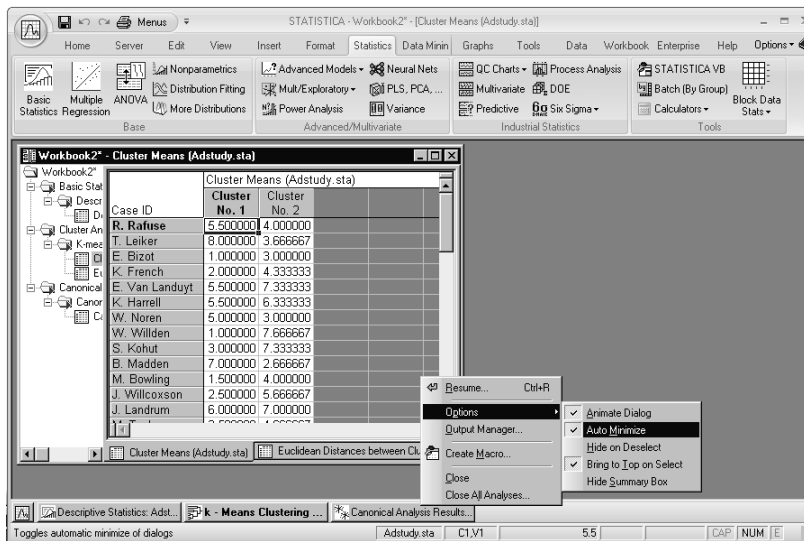 Menus
STATISTICA - Workbook2* - [Cluster Means (Adstudy.sta)]
Home Server Edit View Insert Format Statistics Data Minin Graphs Tools Data Workbook Enterprise Help Options
Basic Statistics
Multiple Regression
ANOVA
Nonparametrics
Distribution Fitting
More Distributions
Base
Advanced Models
Mult/Exploratory
Power Analysis
Neural Nets
PLS, PCA, ...
Variance
Advanced/Multivariate
QC Charts
Multivariate
Predictive
Process Analysis
DOE
Six Sigma
Industrial Statistics
STATISTICA VB
Batch (By Group)
Calculators
Block Data Stats
Tools
Workbook2* - Cluster Means (Adstudy.sta)
Workbook2*
Basic Stat
Descr
De
Cluster An
K-mea
Cl
Eu
Canonical
Canor
Ca
Cluster Means (Adstudy.sta)
Case ID Cluster No. 1 Cluster No. 2
R. Rafuse 5.500000 4.000000
T. Leiker 8.000000 3.666667
E. Bizot 1.000000 3.000000
K. French 2.000000 4.333333
E. Van Landuyt 5.500000 7.333333
K. Harrell 5.500000 6.333333
W. Noren 5.000000 3.000000
W. Willden 1.000000 7.666667
S. Kohut 3.000000 7.333333
B. Madden 7.000000 2.666667
M. Bowling 1.500000 4.000000
J. Willcoxson 2.500000 5.666667
J. Landrum 6.000000 7.000000
Cluster Means (Adstudy.sta) Euclidean Distances between Clu
Resume... Ctrl+R
Options
Output Manager...
Create Macro...
Close
Close All Analyses...
Animate Dialog
Auto Minimize
Hide on Deselect
Bring to Top on Select
Hide Summary Box
Descriptive Statistics: Adst... k - Means Clustering ... Canonical Analysis Results...
Toggles automatic minimize of dialogs Adstudy.sta C1,V1 5.5 CAP NUM E